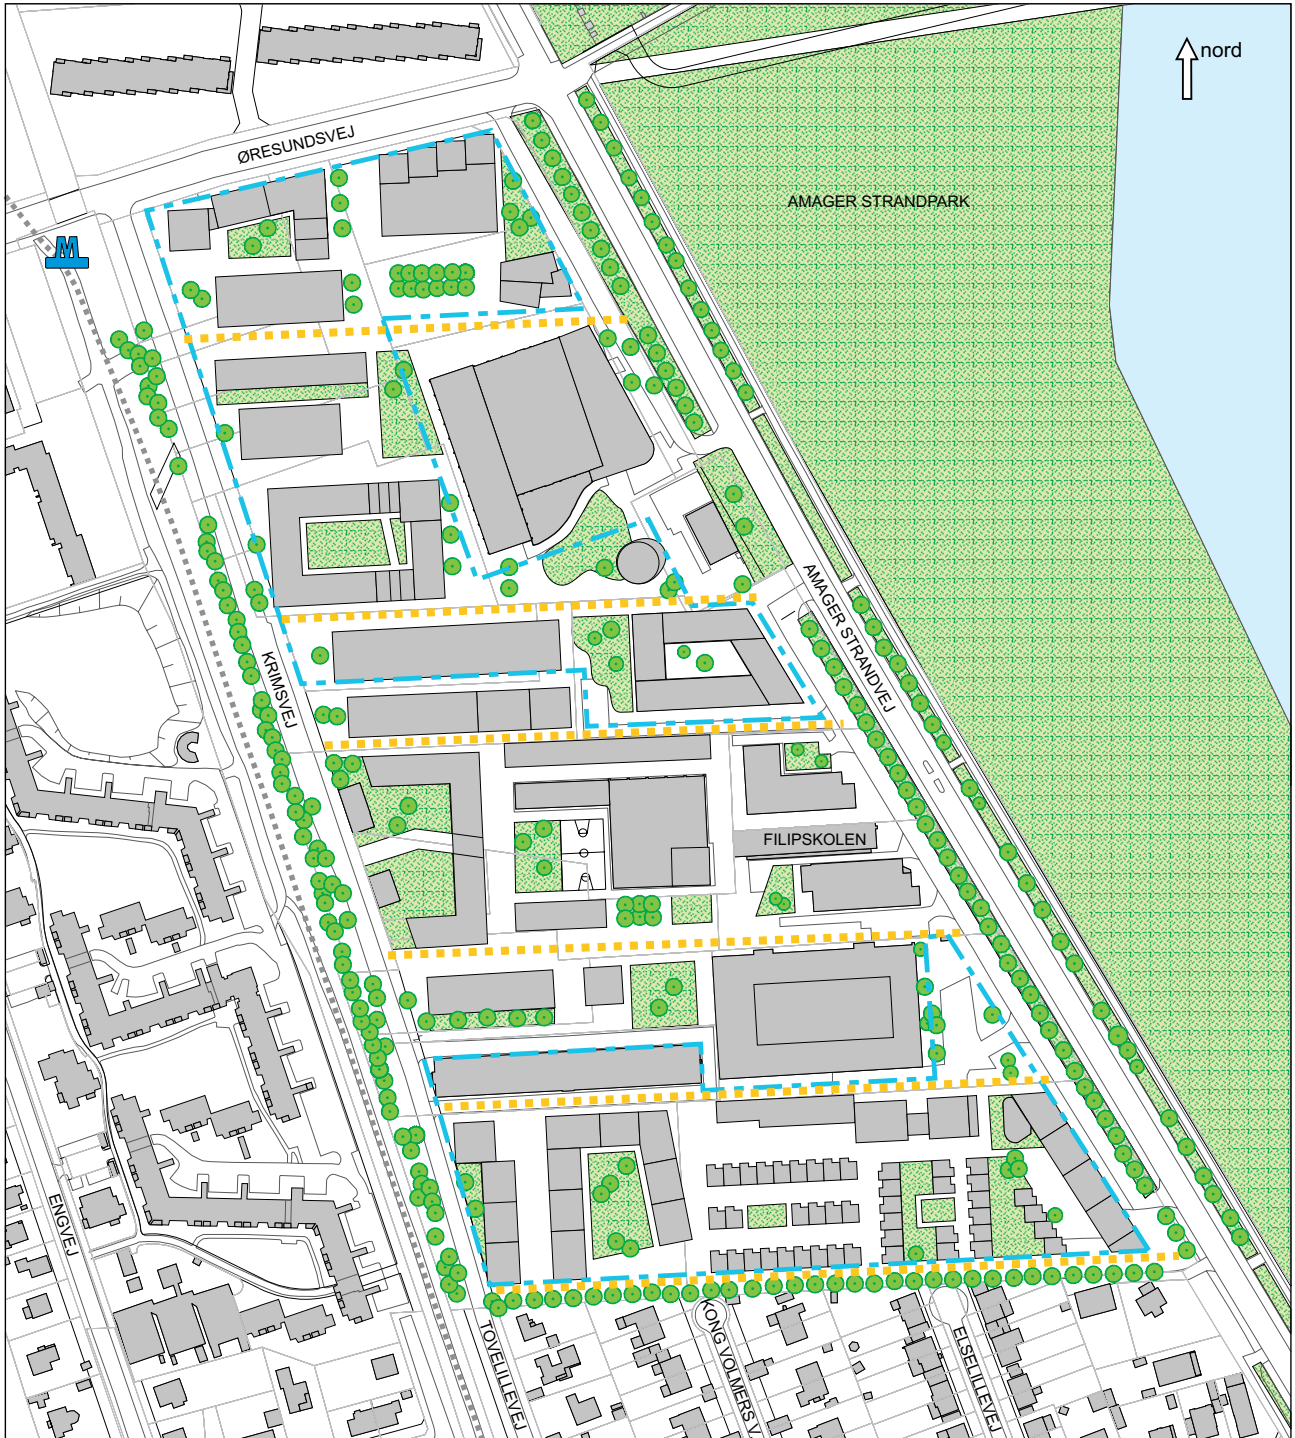 nord
ØRESUNDSVEJ
AMAGER STRANDPARK
M
AMAGER STRANDVEJ
KRIMSVEJ
FILIPSKOLEN
ENGVEJ
TOVELILLEVEJ
KONG VOLMERS V
ELSELILLEVEJ